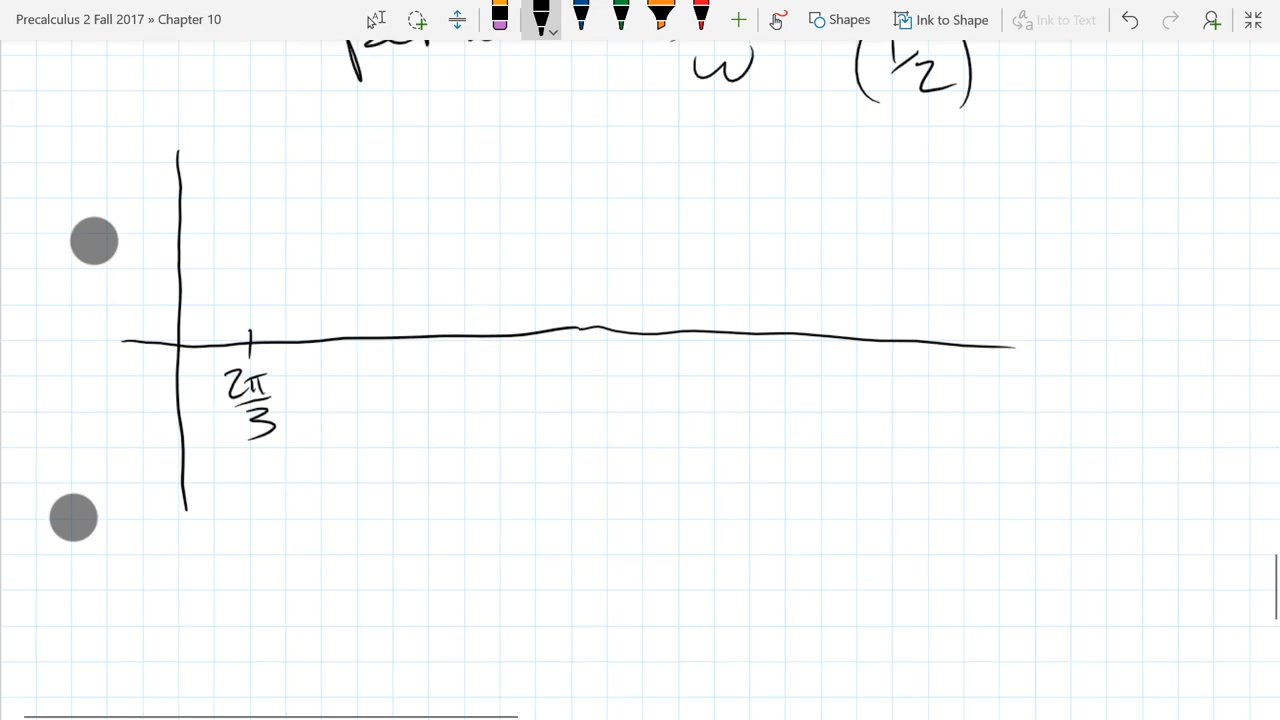 Precalculus 2 Fall 2017 » Chapter 10
Shapes
Ink to Shape
Ink to Text
ω (1/2)
2π
3